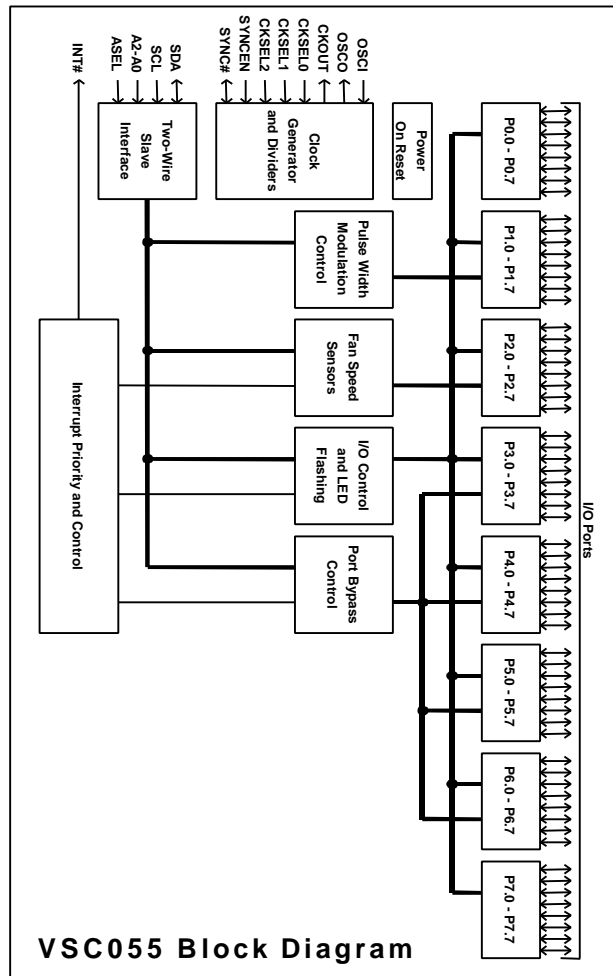 OSCI
OSCO
CKOUT
CKSEL0
CKSEL1
CKSEL2
SYNCEN
SYNC#
SDA
SCL
A2-A0
ASEL
INT#
Power
On Reset
Clock
Generator
and Dividers
Two-Wire
Slave
Interface
Pulse Width
Modulation
Control
Fan Speed
Sensors
I/O Control
and LED
Flashing
Port Bypass
Control
Interrupt Priority and Control
P0.0 - P0.7
P1.0 - P1.7
P2.0 - P2.7
P3.0 - P3.7
P4.0 - P4.7
P5.0 - P5.7
P6.0 - P6.7
P7.0 - P7.7
I/O Ports
VSC055 Block Diagram